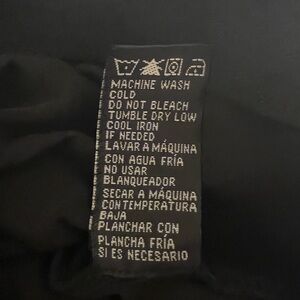 MACHINE WASH
COLD
DO NOT BLEACH
TUMBLE DRY LOW
COOL IRON
IF NEEDED
LAVAR A MÁQUINA
CON AGUA FRÍA
NO USAR
BLANQUEADOR
SECAR A MÁQUINA
CON TEMPERATURA
BAJA
PLANCHAR CON
PLANCHA FRÍA
SI ES NECESARIO